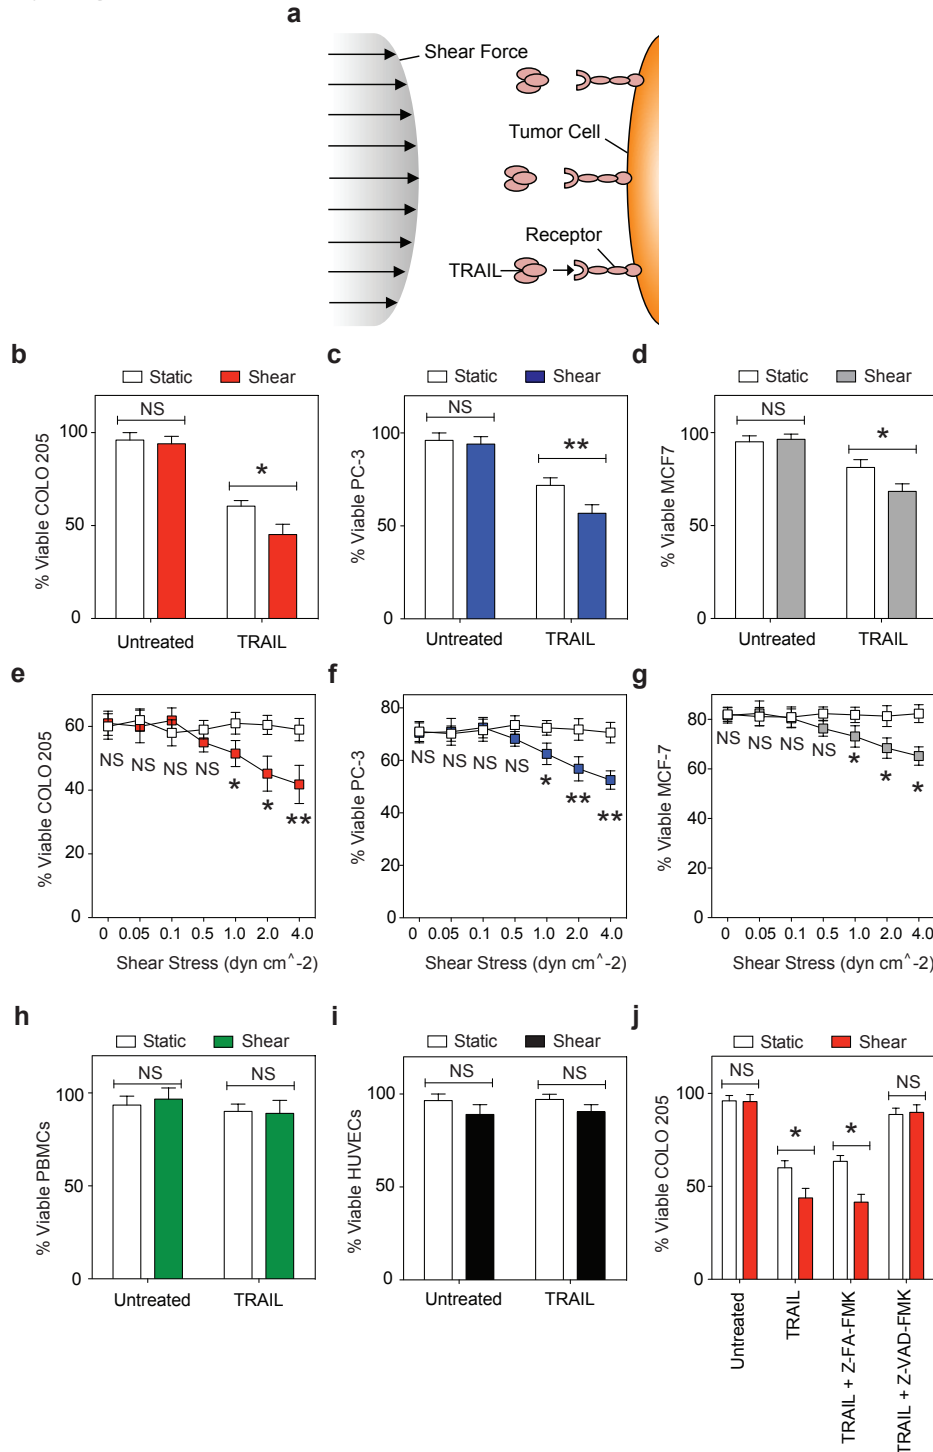 a
Shear Force
Tumor Cell
Receptor
TRAIL
b
Static Shear
NS
*
100
50
0
% Viable COLO 205
Untreated TRAIL
c
Static Shear
NS
**
100
50
0
% Viable PC-3
Untreated TRAIL
d
Static Shear
NS
*
100
50
0
% Viable MCF7
Untreated TRAIL
e
60
40
20
0
% Viable COLO 205
NS NS NS NS * * **
0 0.05 0.1 0.5 1.0 2.0 4.0
Shear Stress (dyn cm^-2)
f
80
60
40
20
0
% Viable PC-3
NS NS NS NS * ** **
0 0.05 0.1 0.5 1.0 2.0 4.0
Shear Stress (dyn cm^-2)
g
80
60
40
20
0
% Viable MCF-7
NS NS NS NS * * *
0 0.05 0.1 0.5 1.0 2.0 4.0
Shear Stress (dyn cm^-2)
h
Static Shear
NS NS
100
50
0
% Viable PBMCs
Untreated TRAIL
i
Static Shear
NS NS
100
50
0
% Viable HUVECs
Untreated TRAIL
j
Static Shear
NS * * NS
100
50
0
% Viable COLO 205
Untreated
TRAIL
TRAIL + Z-FA-FMK
TRAIL + Z-VAD-FMK